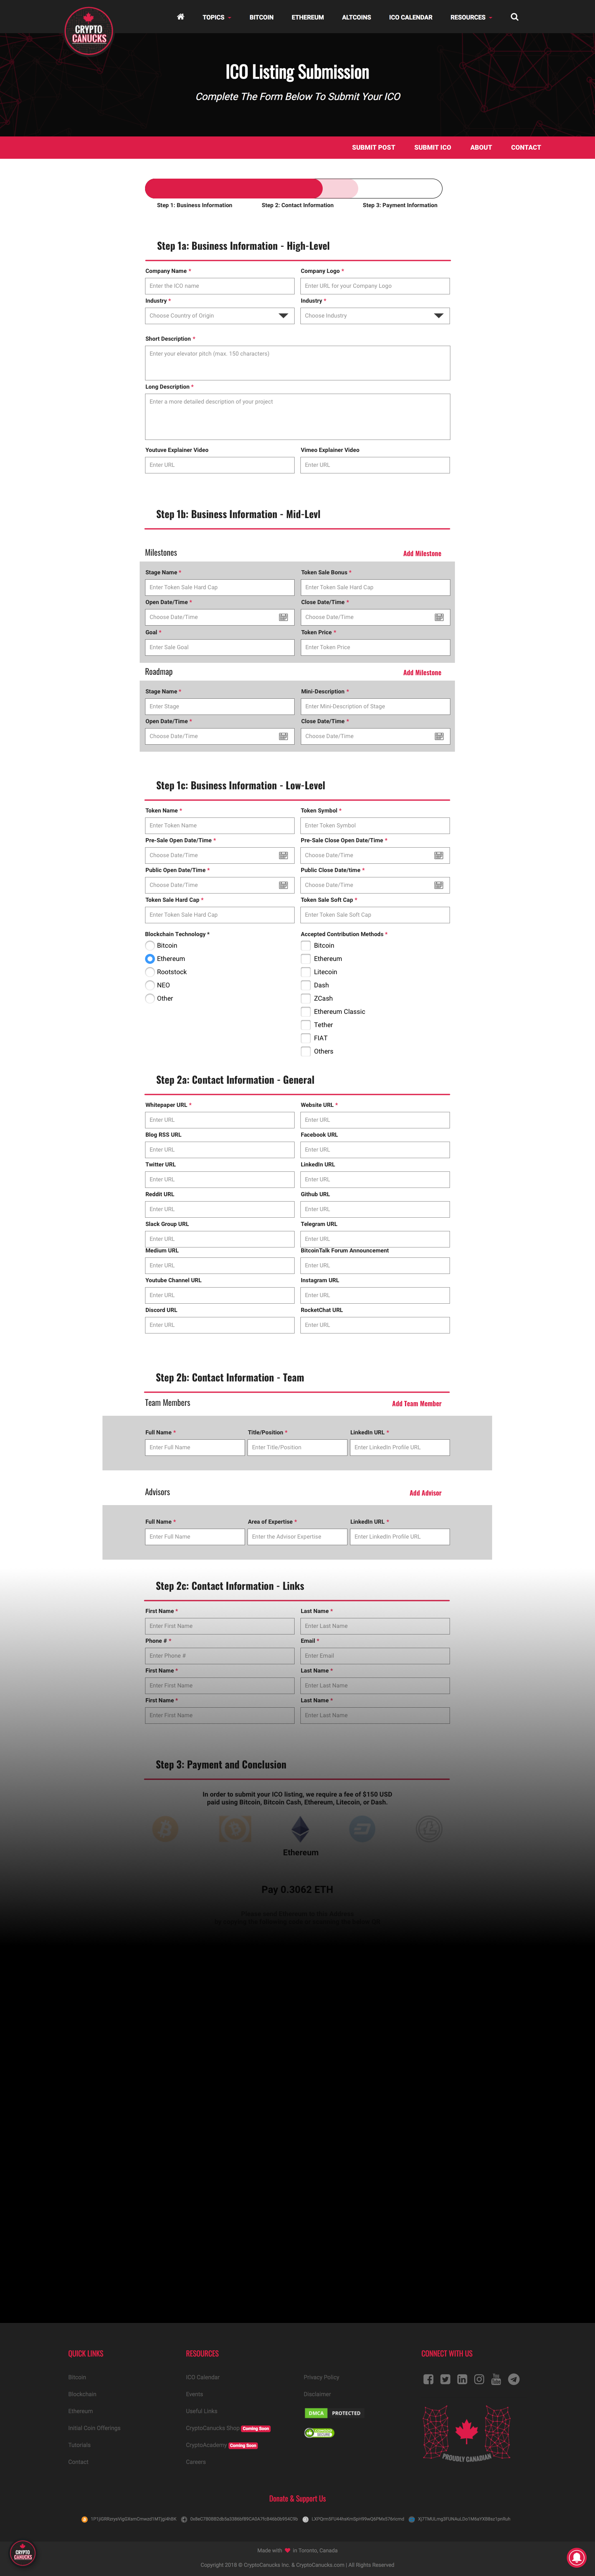 CRYPTO
CANUCKS
TOPICS BITCOIN ETHEREUM ALTCOINS ICO CALENDAR RESOURCES
ICO Listing Submission
Complete The Form Below To Submit Your ICO
SUBMIT POST SUBMIT ICO ABOUT CONTACT
Step 1: Business Information Step 2: Contact Information Step 3: Payment Information
Step 1a: Business Information - High-Level
Company Name * Company Logo *
Enter the ICO name Enter URL for your Company Logo
Industry * Industry *
Choose Country of Origin Choose Industry
Short Description *
Enter your elevator pitch (max. 150 characters)
Long Description *
Enter a more detailed description of your project
Youtuve Explainer Video Vimeo Explainer Video
Enter URL Enter URL
Step 1b: Business Information - Mid-Levl
Milestones Add Milestone
Stage Name * Token Sale Bonus *
Enter Token Sale Hard Cap Enter Token Sale Hard Cap
Open Date/Time * Close Date/Time *
Choose Date/Time Choose Date/Time
Goal * Token Price *
Enter Sale Goal Enter Token Price
Roadmap Add Milestone
Stage Name * Mini-Description *
Enter Stage Enter Mini-Description of Stage
Open Date/Time * Close Date/Time *
Choose Date/Time Choose Date/Time
Step 1c: Business Information - Low-Level
Token Name * Token Symbol *
Enter Token Name Enter Token Symbol
Pre-Sale Open Date/Time * Pre-Sale Close Open Date/Time *
Choose Date/Time Choose Date/Time
Public Open Date/Time * Public Close Date/time *
Choose Date/Time Choose Date/Time
Token Sale Hard Cap * Token Sale Soft Cap *
Enter Token Sale Hard Cap Enter Token Sale Soft Cap
Blockchain Technology * Accepted Contribution Methods *
Bitcoin Bitcoin
Ethereum Ethereum
Rootstock Litecoin
NEO Dash
Other ZCash
Ethereum Classic
Tether
FIAT
Others
Step 2a: Contact Information - General
Whitepaper URL * Website URL *
Enter URL Enter URL
Blog RSS URL Facebook URL
Enter URL Enter URL
Twitter URL LinkedIn URL
Enter URL Enter URL
Reddit URL Github URL
Enter URL Enter URL
Slack Group URL Telegram URL
Enter URL Enter URL
Medium URL BitcoinTalk Forum Announcement
Enter URL Enter URL
Youtube Channel URL Instagram URL
Enter URL Enter URL
Discord URL RocketChat URL
Enter URL Enter URL
Step 2b: Contact Information - Team
Team Members Add Team Member
Full Name * Title/Position * LinkedIn URL *
Enter Full Name Enter Title/Position Enter LinkedIn Profile URL
Advisors Add Advisor
Full Name * Area of Expertise * LinkedIn URL *
Enter Full Name Enter the Advisor Expertise Enter LinkedIn Profile URL
Step 2c: Contact Information - Links
First Name * Last Name *
Enter First Name Enter Last Name
Phone # * Email *
Enter Phone # Enter Email
First Name * Last Name *
Enter First Name Enter Last Name
First Name * Last Name *
Enter First Name Enter Last Name
Step 3: Payment and Conclusion
In order to submit your ICO listing, we require a fee of $150 USD
paid using Bitcoin, Bitcoin Cash, Ethereum, Litecoin, or Dash.
Ethereum
Pay 0.3062 ETH
QUICK LINKS RESOURCES CONNECT WITH US
Bitcoin ICO Calendar Privacy Policy
Blockchain Events Disclaimer
Ethereum Useful Links DMCA PROTECTED
Initial Coin Offerings CryptoCanucks Shop Coming Soon
Tutorials CryptoAcademy Coming Soon
Contact Careers
PROUDLY CANADIAN
Donate & Support Us
Made with in Toronto, Canada
CRYPTO
CANUCKS
Copyright 2018 © CryptoCanucks Inc. & CryptoCanucks.com | All Rights Reserved